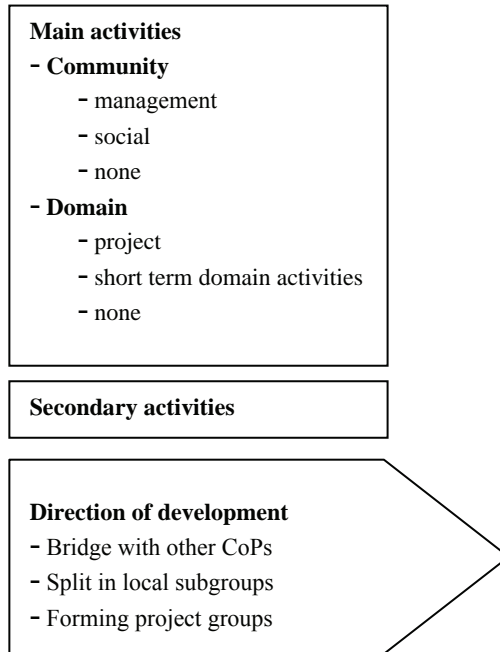 Main activities
- Community
- management
- social
- none
- Domain
- project
- short term domain activities
- none
Secondary activities
Direction of development
- Bridge with other CoPs
- Split in local subgroups
- Forming project groups